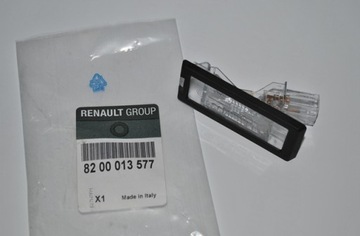 RENAULT GROUP
82 00 013 577
X1
Made in Italy